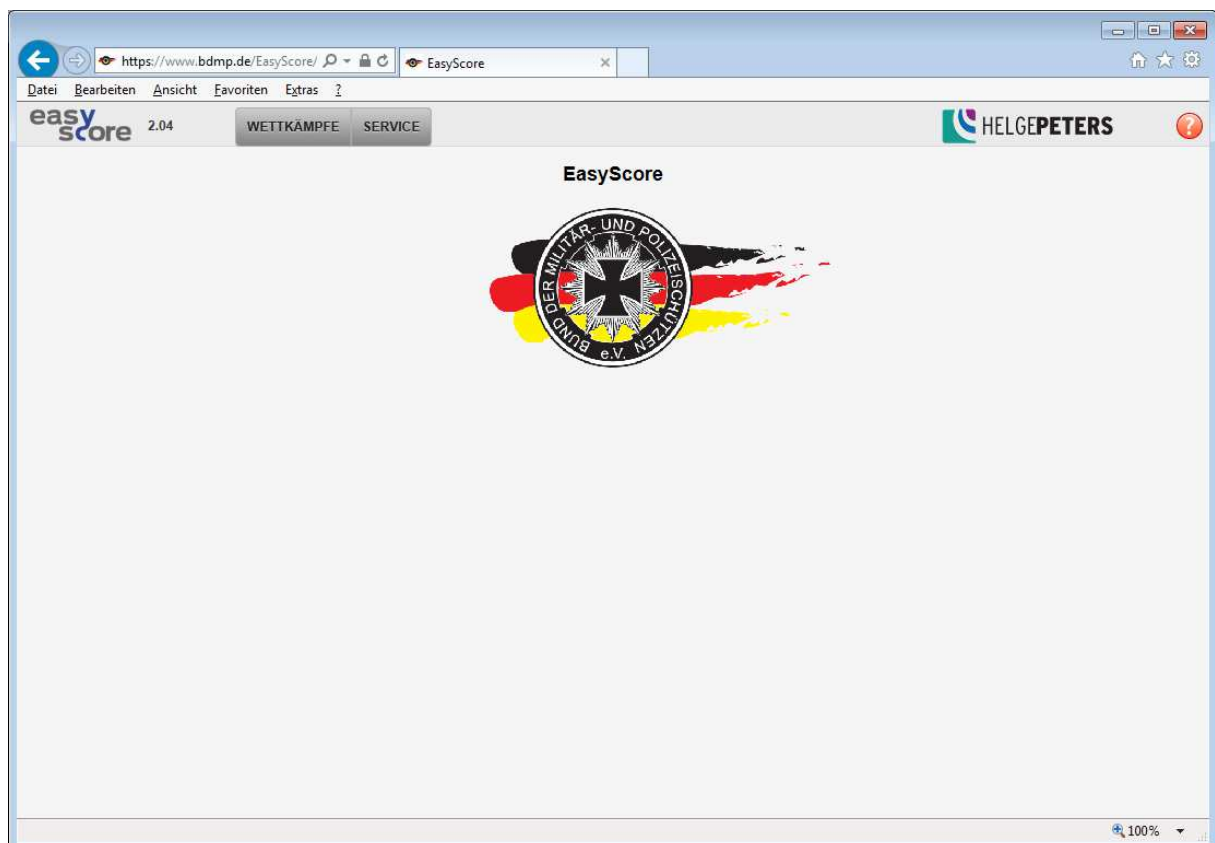 https://www.bdmp.de/EasyScore/ EasyScore
Datei Bearbeiten Ansicht Favoriten Extras ?
easy score 2.04 WETTKÄMPFE SERVICE HELGEPETERS ?
EasyScore
BUND DER MILITÄR- UND POLIZEISCHÜTZEN
e.V.
100%